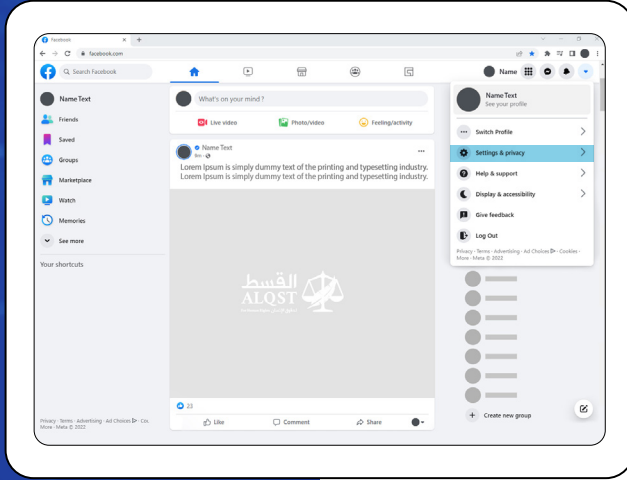 Facebook
facebook.com
Search Facebook
Name
Name Text
Friends
Saved
Groups
Marketplace
Watch
Memories
See more
Your shortcuts
Privacy · Terms · Advertising · Ad Choices · Coo.
More · Meta © 2022
What's on your mind ?
Live video
Photo/video
Feeling/activity
Name Text
8m ·
Lorem Ipsum is simply dummy text of the printing and typesetting industry.
Lorem Ipsum is simply dummy text of the printing and typesetting industry.
القسط
ALQST
23
Like
Comment
Share
Name Text
See your profile
Switch Profile
Settings & privacy
Help & support
Display & accessibility
Give feedback
Log Out
Privacy · Terms · Advertising · Ad Choices · Cookies ·
More · Meta © 2022
Create new group